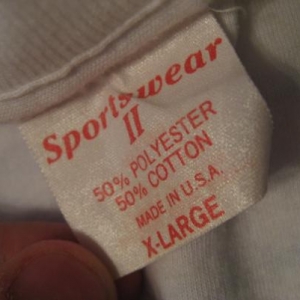 Sportswear
II
50% POLYESTER
50% COTTON
MADE IN U.S.A.
X-LARGE